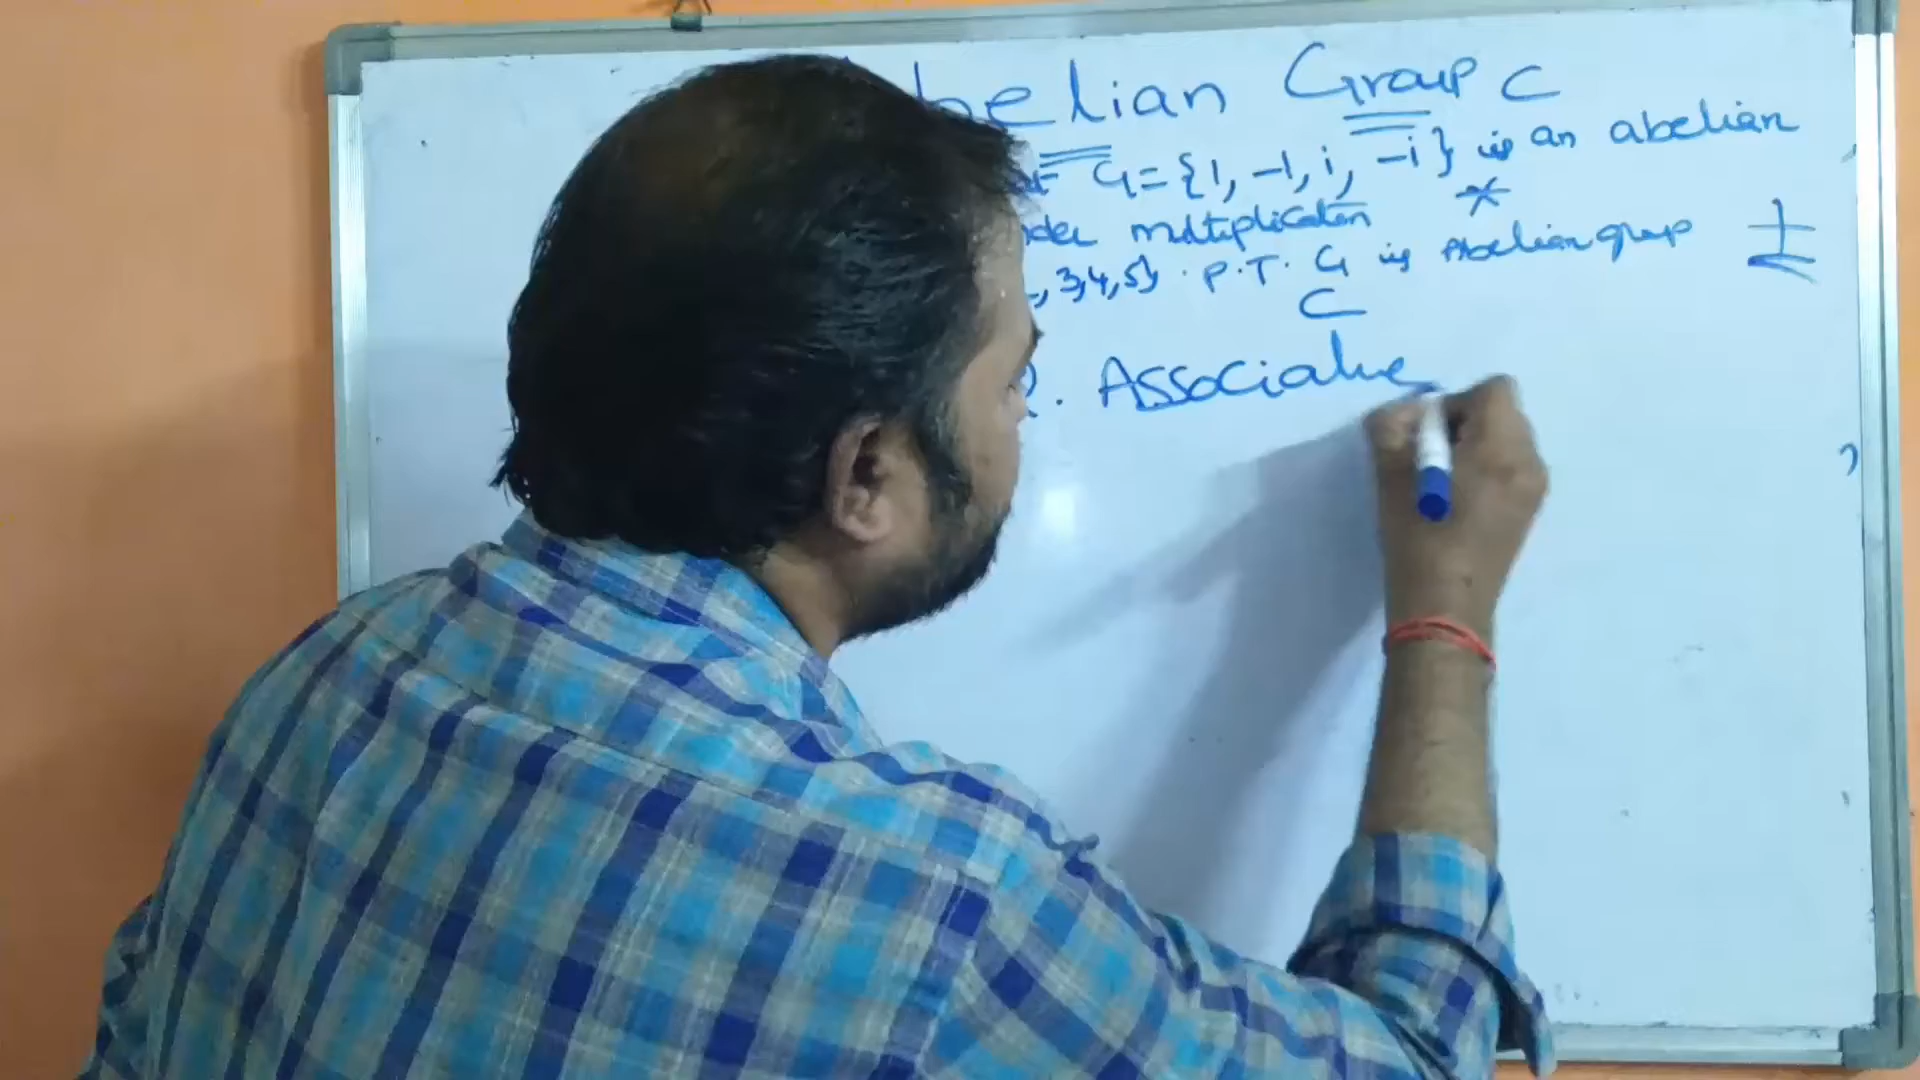 belian Group C
G = {1, -1, i, -i} is an abelian
nder multiplication *
, 3, 4, 5} . P.T. G is Abelian group +
C
2. Associative